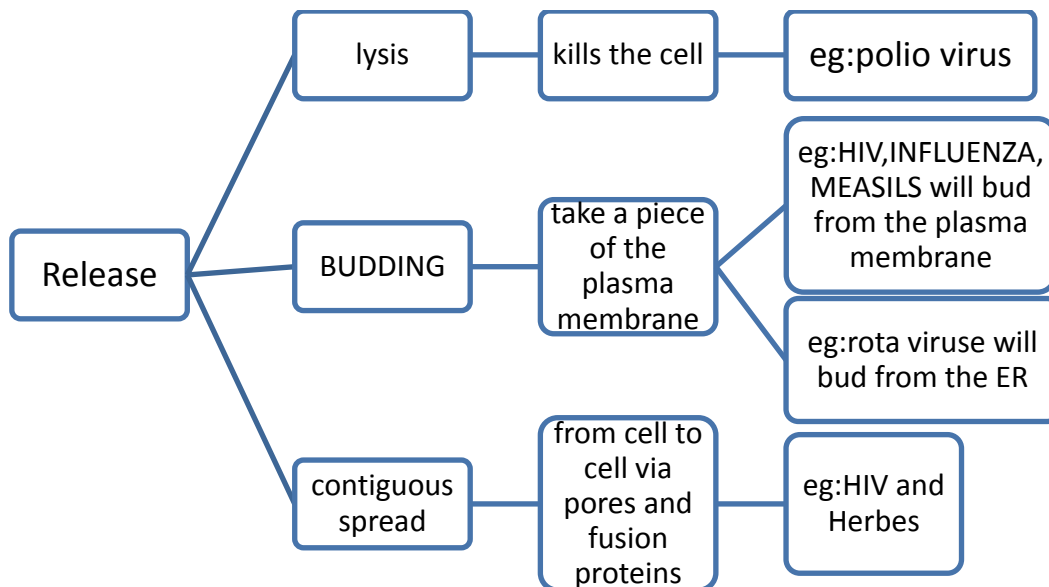 Release
lysis
kills the cell
eg:polio virus
BUDDING
take a piece
of the
plasma
membrane
eg:HIV,INFLUENZA,
MEASILS will bud
from the plasma
membrane
eg:rota viruse will
bud from the ER
contiguous
spread
from cell to
cell via
pores and
fusion
proteins
eg:HIV and
Herbes